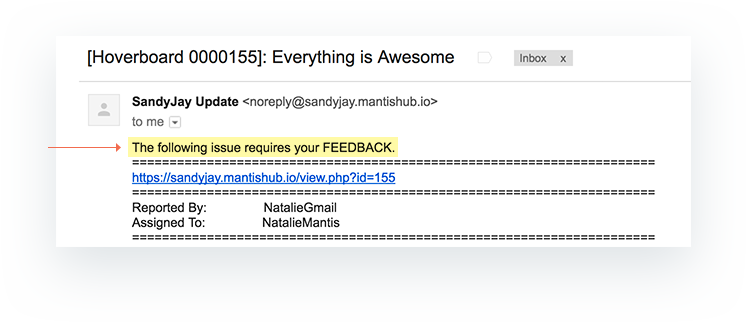 [Hoverboard 0000155]: Everything is Awesome Inbox x
SandyJay Update <noreply@sandyjay.mantishub.io>
to me
The following issue requires your FEEDBACK.
======================================================================
https://sandyjay.mantishub.io/view.php?id=155
======================================================================
Reported By: NatalieGmail
Assigned To: NatalieMantis
======================================================================